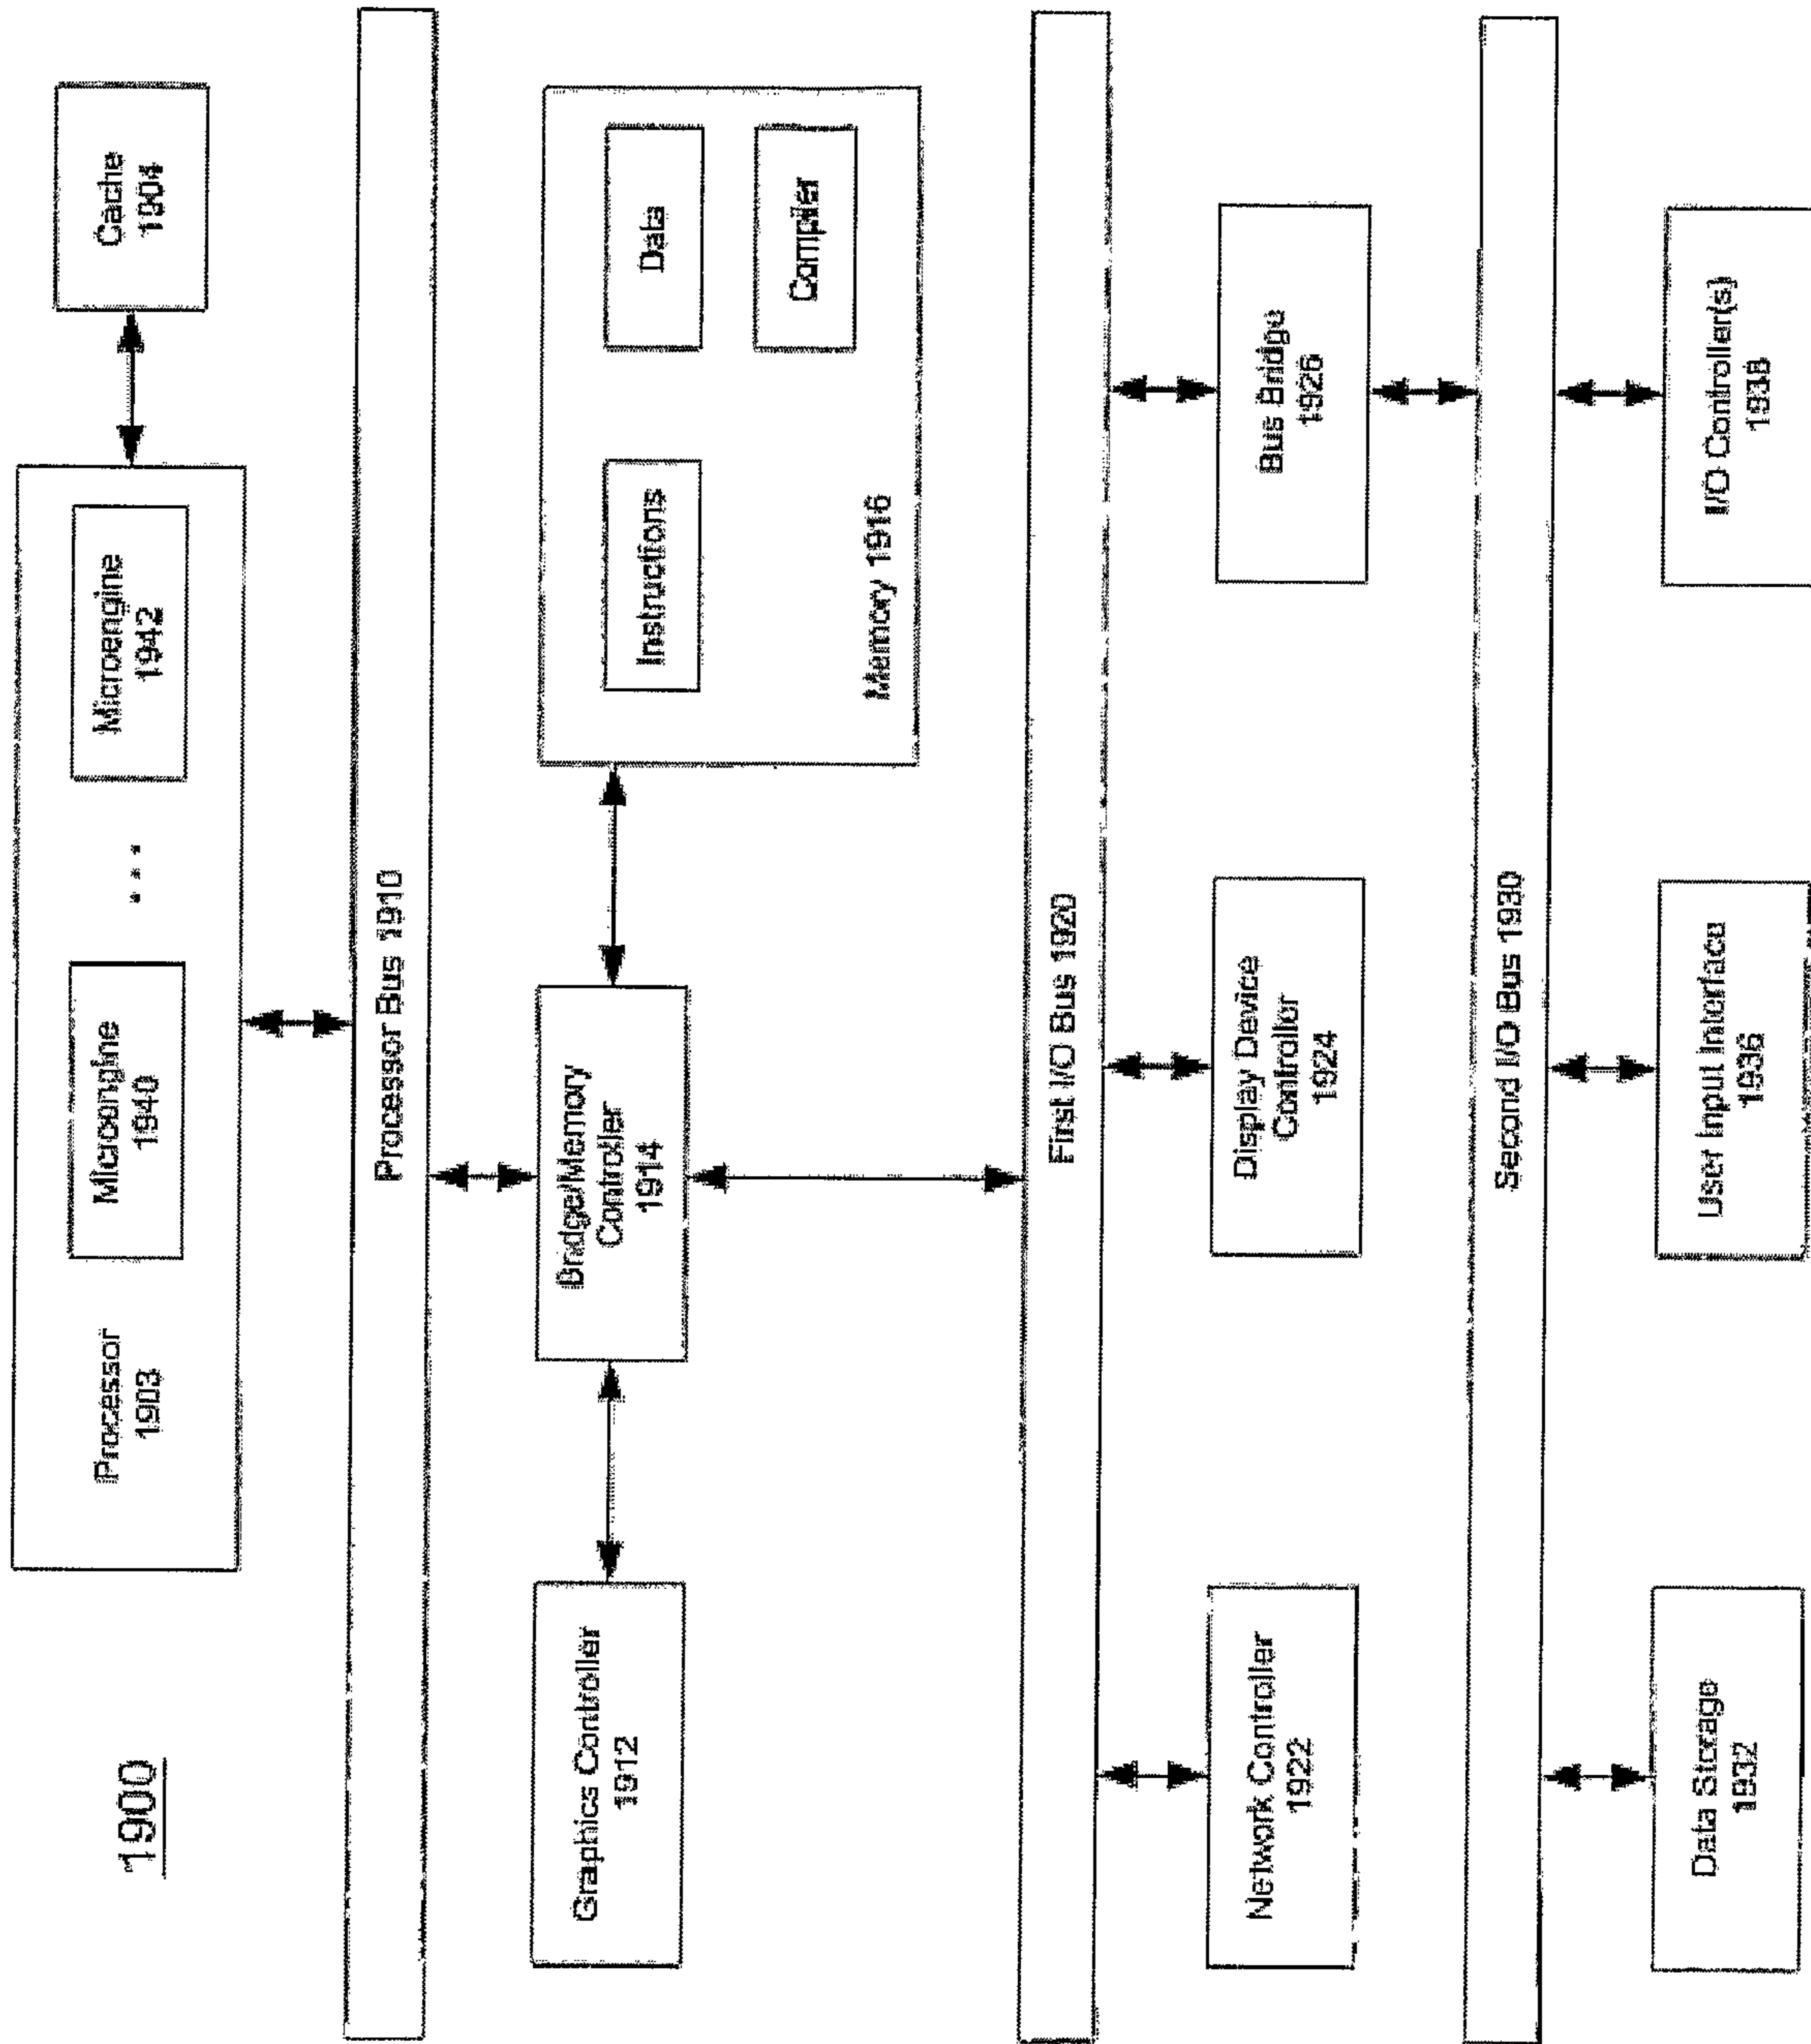 1900
Processor
1903
Microengine
1940
. . .
Microengine
1942
Cache
1904
Processor Bus 1910
Graphics Controller
1912
Bridge/Memory
Controller
1914
Instructions
Data
Compiler
Memory 1916
First I/O Bus 1920
Network Controller
1922
Display Device
Controller
1924
Bus Bridge
1926
Second I/O Bus 1930
Data Storage
1932
User Input Interface
1936
I/O Controller(s)
1938